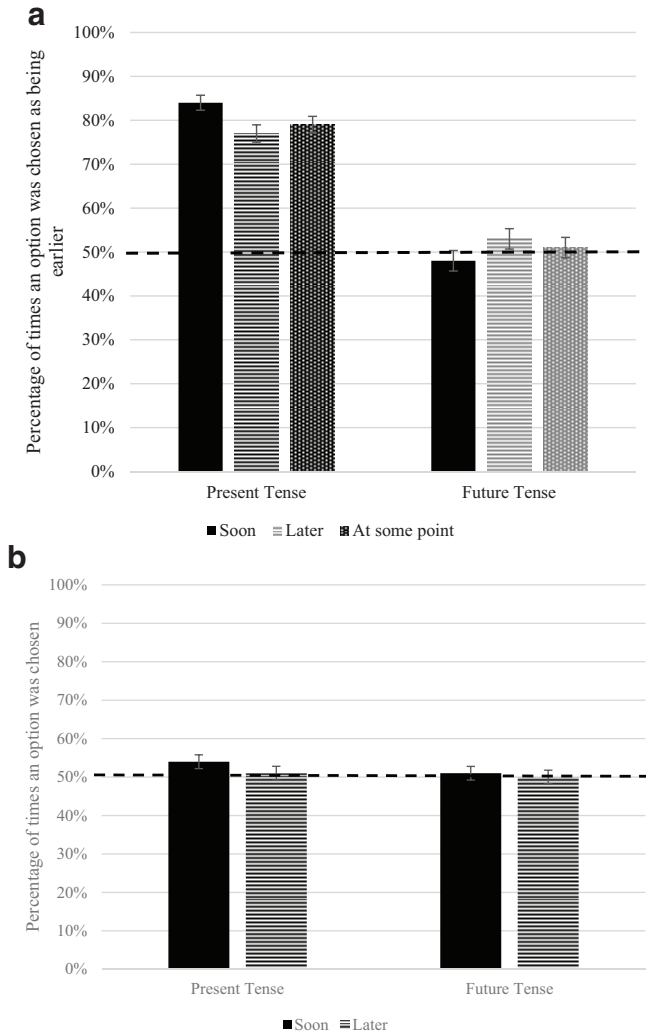 a
Percentage of times an option was chosen as being
earlier
100%
90%
80%
70%
60%
50%
40%
30%
20%
10%
0%
Present Tense Future Tense
Soon Later At some point
b
Percentage of times an option was chosen
100%
90%
80%
70%
60%
50%
40%
30%
20%
10%
0%
Present Tense Future Tense
Soon Later